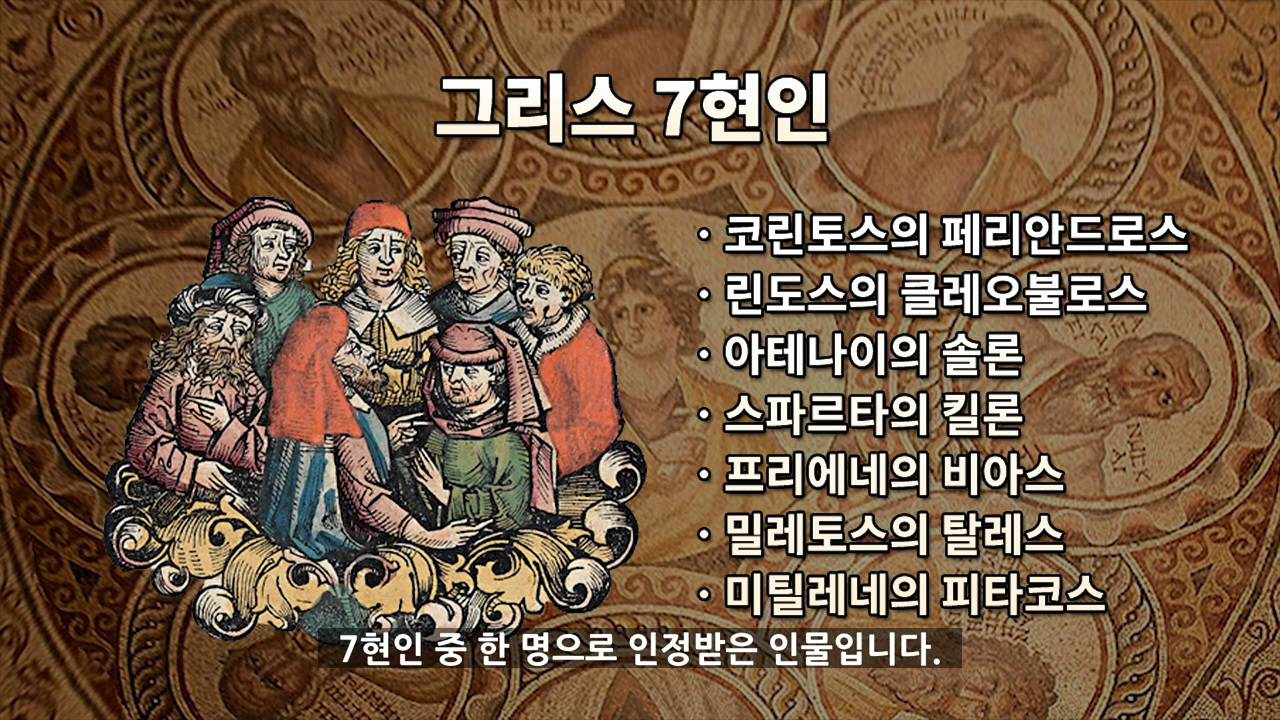 그리스 7현인
· 코린토스의 페리안드로스
· 린도스의 클레오불로스
· 아테나이의 솔론
· 스파르타의 킬론
· 프리에네의 비아스
· 밀레토스의 탈레스
· 미틸레네의 피타코스
7현인 중 한 명으로 인정받은 인물입니다.